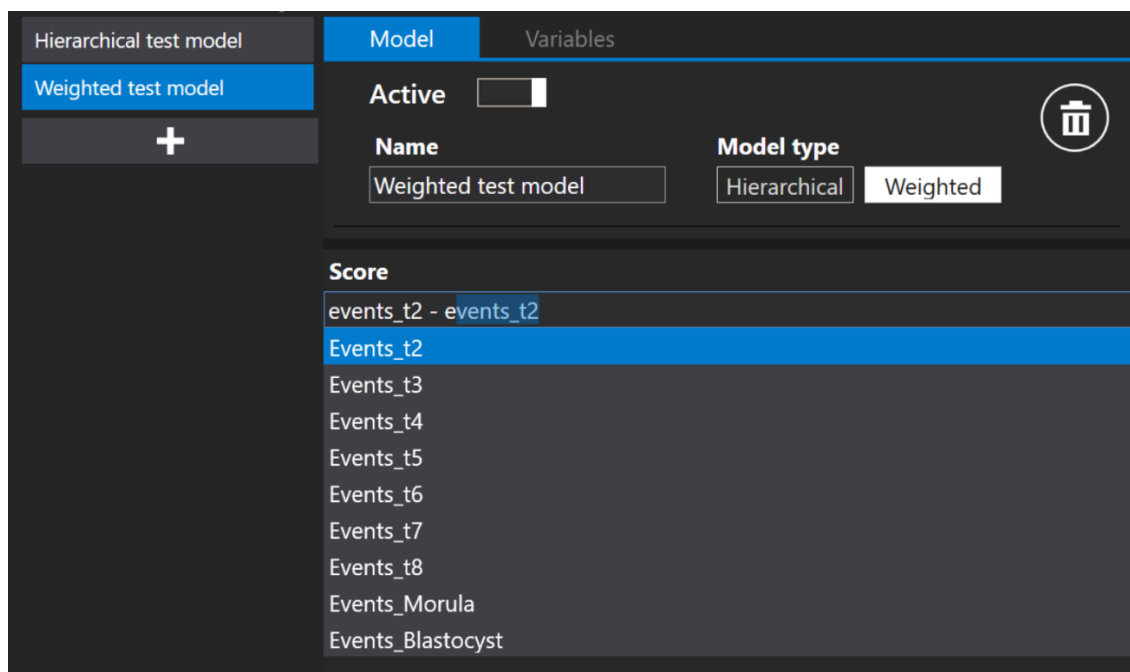 Hierarchical test model
Weighted test model
Model Variables
Active
Name Model type
Weighted test model Hierarchical Weighted
Score
events_t2 - events_t2
Events_t2
Events_t3
Events_t4
Events_t5
Events_t6
Events_t7
Events_t8
Events_Morula
Events_Blastocyst